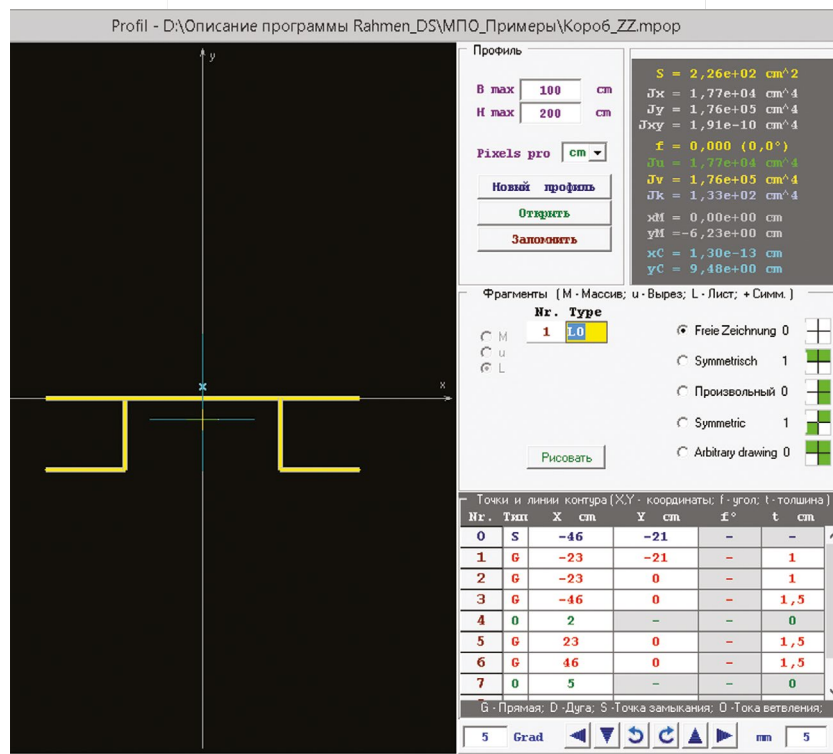 Profil - D:\Описание программы Rahmen_DS\МПО_Примеры\Короб_ZZ.mpop
y
x
x
Профиль
B max 100 cm
H max 200 cm
Pixels pro cm
Новый профиль
Открыть
Запомнить
S = 2,26e+02 cm^2
Jx = 1,77e+04 cm^4
Jy = 1,76e+05 cm^4
Jxy = 1,91e-10 cm^4
f = 0,000 (0,0°)
Ju = 1,77e+04 cm^4
Jv = 1,76e+05 cm^4
Jk = 1,33e+02 cm^4
xM = 0,00e+00 cm
yM =-6,23e+00 cm
xC = 1,30e-13 cm
yC = 9,48e+00 cm
Фрагменты (M - Массив; u - Вырез; L - Лист; + Симм.)
Nr. Type
1 L0
M
u
L
Freie Zeichnung 0
Symmetrisch 1
Произвольный 0
Symmetric 1
Arbitrary drawing 0
Рисовать
Точки и линии контура (X,Y - координаты; f - угол; t - толшина)
Nr. Тип X cm Y cm f° t cm
0 S -46 -21 - -
1 G -23 -21 - 1
2 G -23 0 - 1
3 G -46 0 - 1,5
4 0 2 - - 0
5 G 23 0 - 1,5
6 G 46 0 - 1,5
7 0 5 - - 0
G - Прямая; D -Дуга; S -Точка замыкания; O -Тока ветвления;
5 Grad mm 5